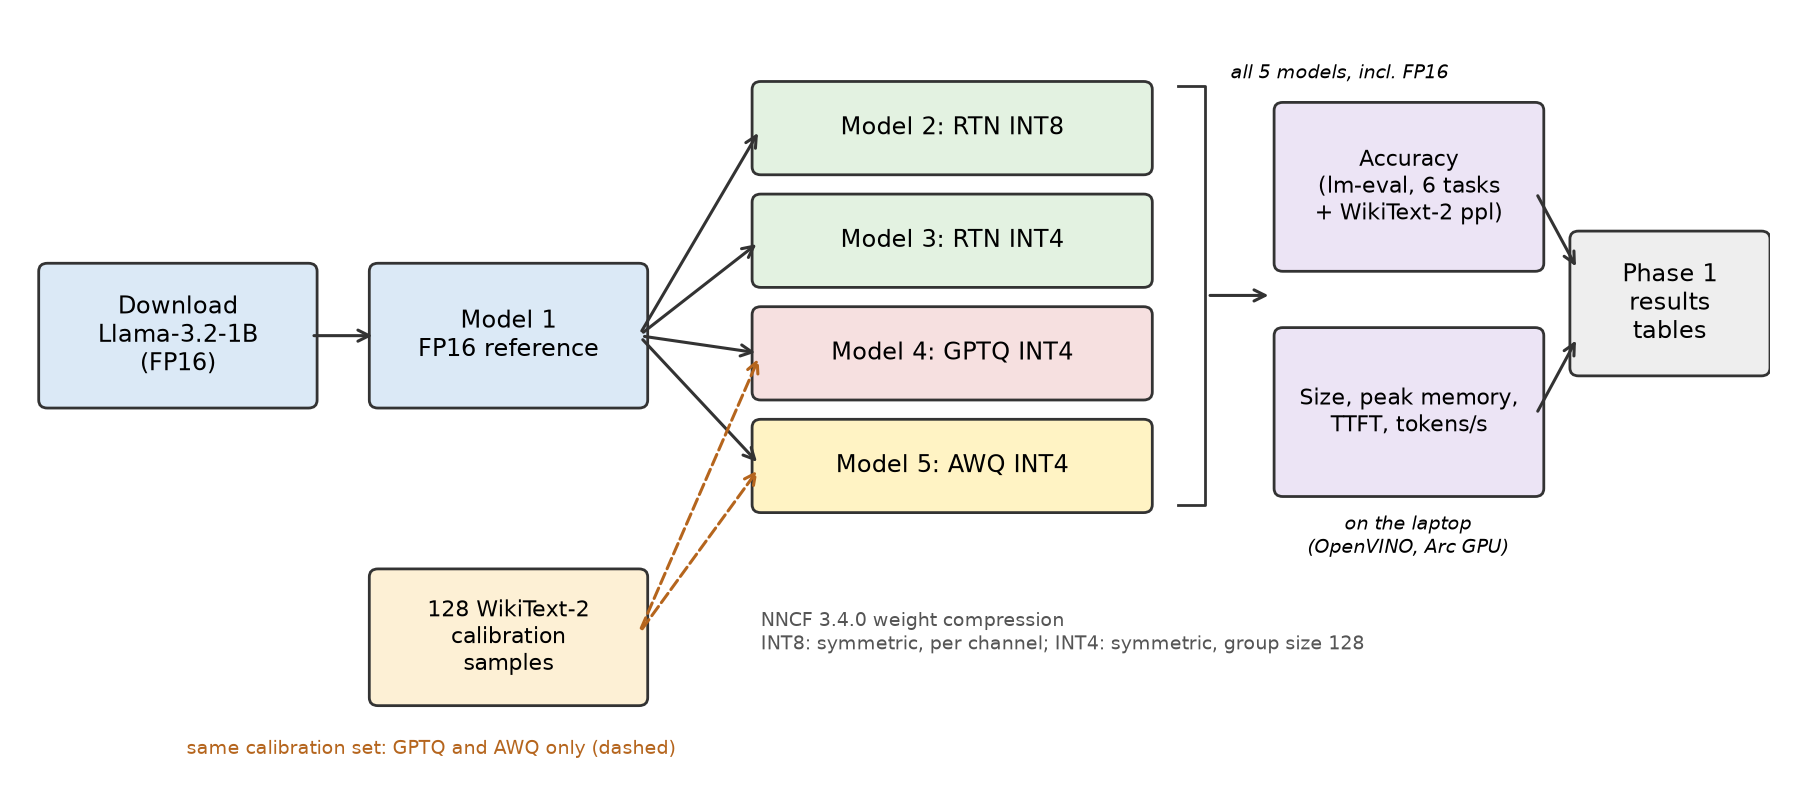 Download
Llama-3.2-1B
(FP16)
Model 1
FP16 reference
128 WikiText-2
calibration
samples
same calibration set: GPTQ and AWQ only (dashed)
Model 2: RTN INT8
Model 3: RTN INT4
Model 4: GPTQ INT4
Model 5: AWQ INT4
NNCF 3.4.0 weight compression
INT8: symmetric, per channel; INT4: symmetric, group size 128
all 5 models, incl. FP16
Accuracy
(lm-eval, 6 tasks
+ WikiText-2 ppl)
Size, peak memory,
TTFT, tokens/s
on the laptop
(OpenVINO, Arc GPU)
Phase 1
results
tables